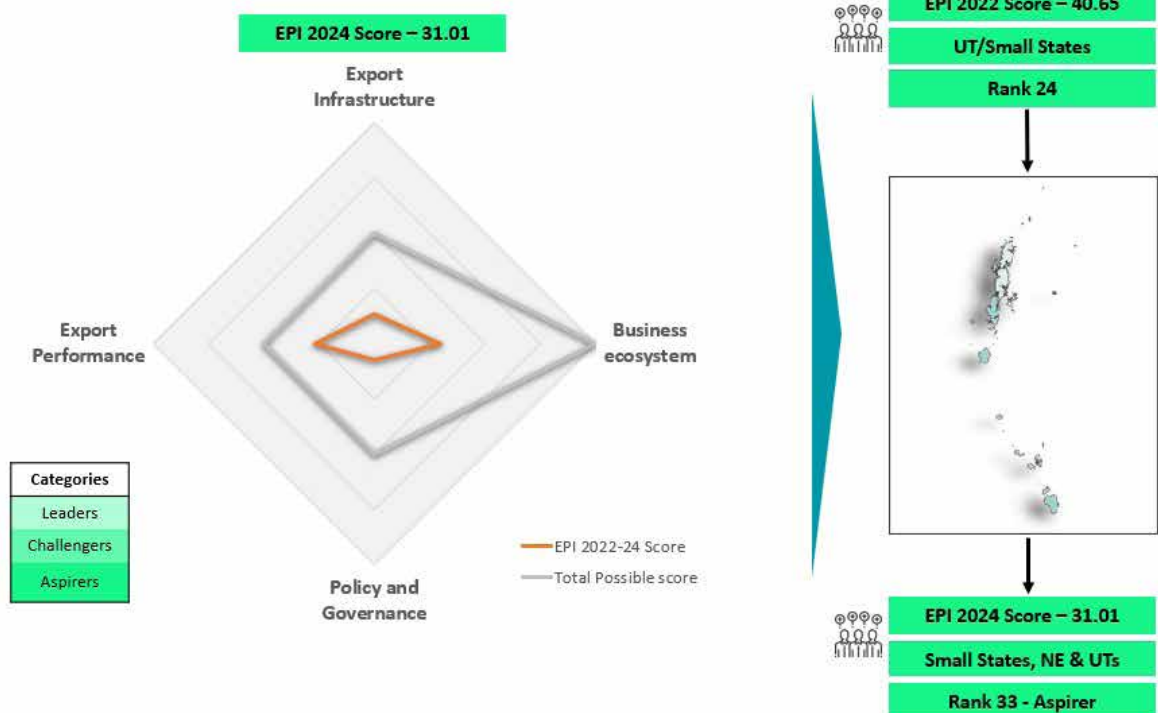 EPI 2024 Score – 31.01
Export
Infrastructure
Export
Performance
Business
ecosystem
Policy and
Governance
Categories
Leaders
Challengers
Aspirers
EPI 2022-24 Score
Total Possible score
EPI 2022 Score – 40.65
UT/Small States
Rank 24
EPI 2024 Score – 31.01
Small States, NE & UTs
Rank 33 - Aspirer